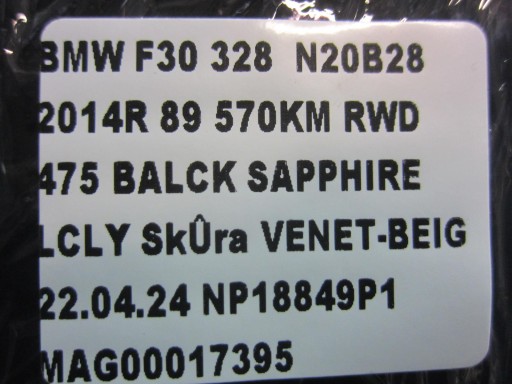 BMW F30 328 N20B28
2014R 89 570KM RWD
475 BALCK SAPPHIRE
LCLY SkÛra VENET-BEIG
22.04.24 NP18849P1
MAG00017395